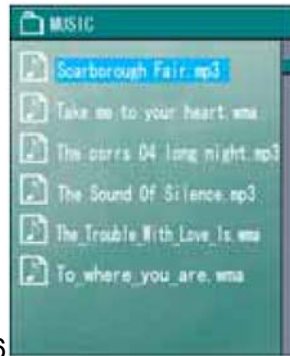 MUSIC
Scarborough Fair.mp3
Take me to your heart.wma
The corrs 04 long night.mp3
The Sound Of Silence.mp3
The_Trouble_With_Love_Is.wma
To_where_you_are.wma
6